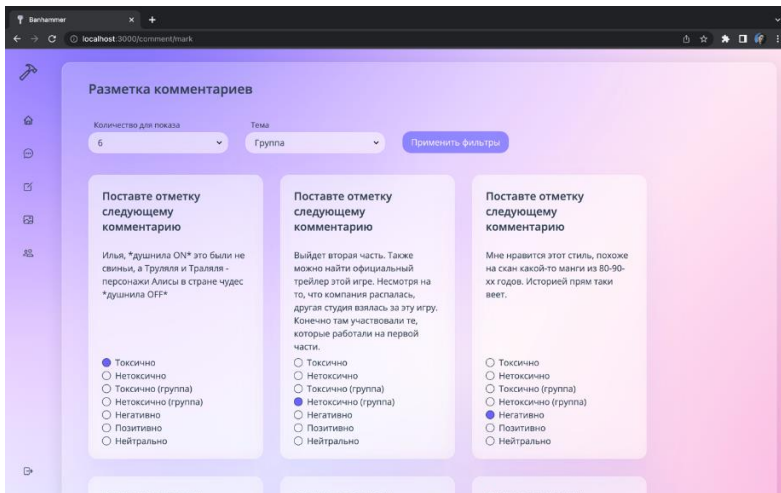 Banhammer
localhost:3000/comment/mark
Разметка комментариев
Количество для показа
Тема
6
Группа
Применить фильтры
Поставте отметку
следующему
комментарию
Илья, *душнила ON* это были не
свиньи, а Труляля и Траляля -
персонажи Алисы в стране чудес
*душнила OFF*
Токсично
Нетоксично
Токсично (группа)
Нетоксично (группа)
Негативно
Позитивно
Нейтрально
Поставте отметку
следующему
комментарию
Выйдет вторая часть. Также
можно найти официальный
трейлер этой игре. Несмотря на
то, что компания распалась,
другая студия взялась за эту игру.
Конечно там участвовали те,
которые работали на первой
части.
Токсично
Нетоксично
Токсично (группа)
Нетоксично (группа)
Негативно
Позитивно
Нейтрально
Поставте отметку
следующему
комментарию
Мне нравится этот стиль, похоже
на скан какой-то манги из 80-90-
хх годов. Историей прям таки
веет.
Токсично
Нетоксично
Токсично (группа)
Нетоксично (группа)
Негативно
Позитивно
Нейтрально